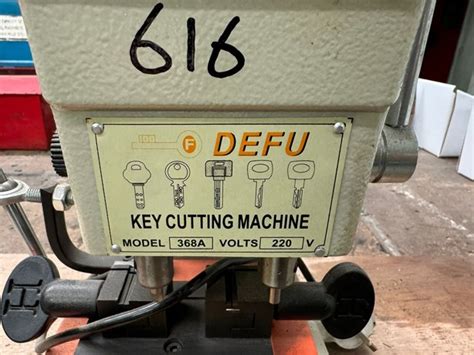 616
F DEFU
KEY CUTTING MACHINE
MODEL 368A VOLTS 220 V